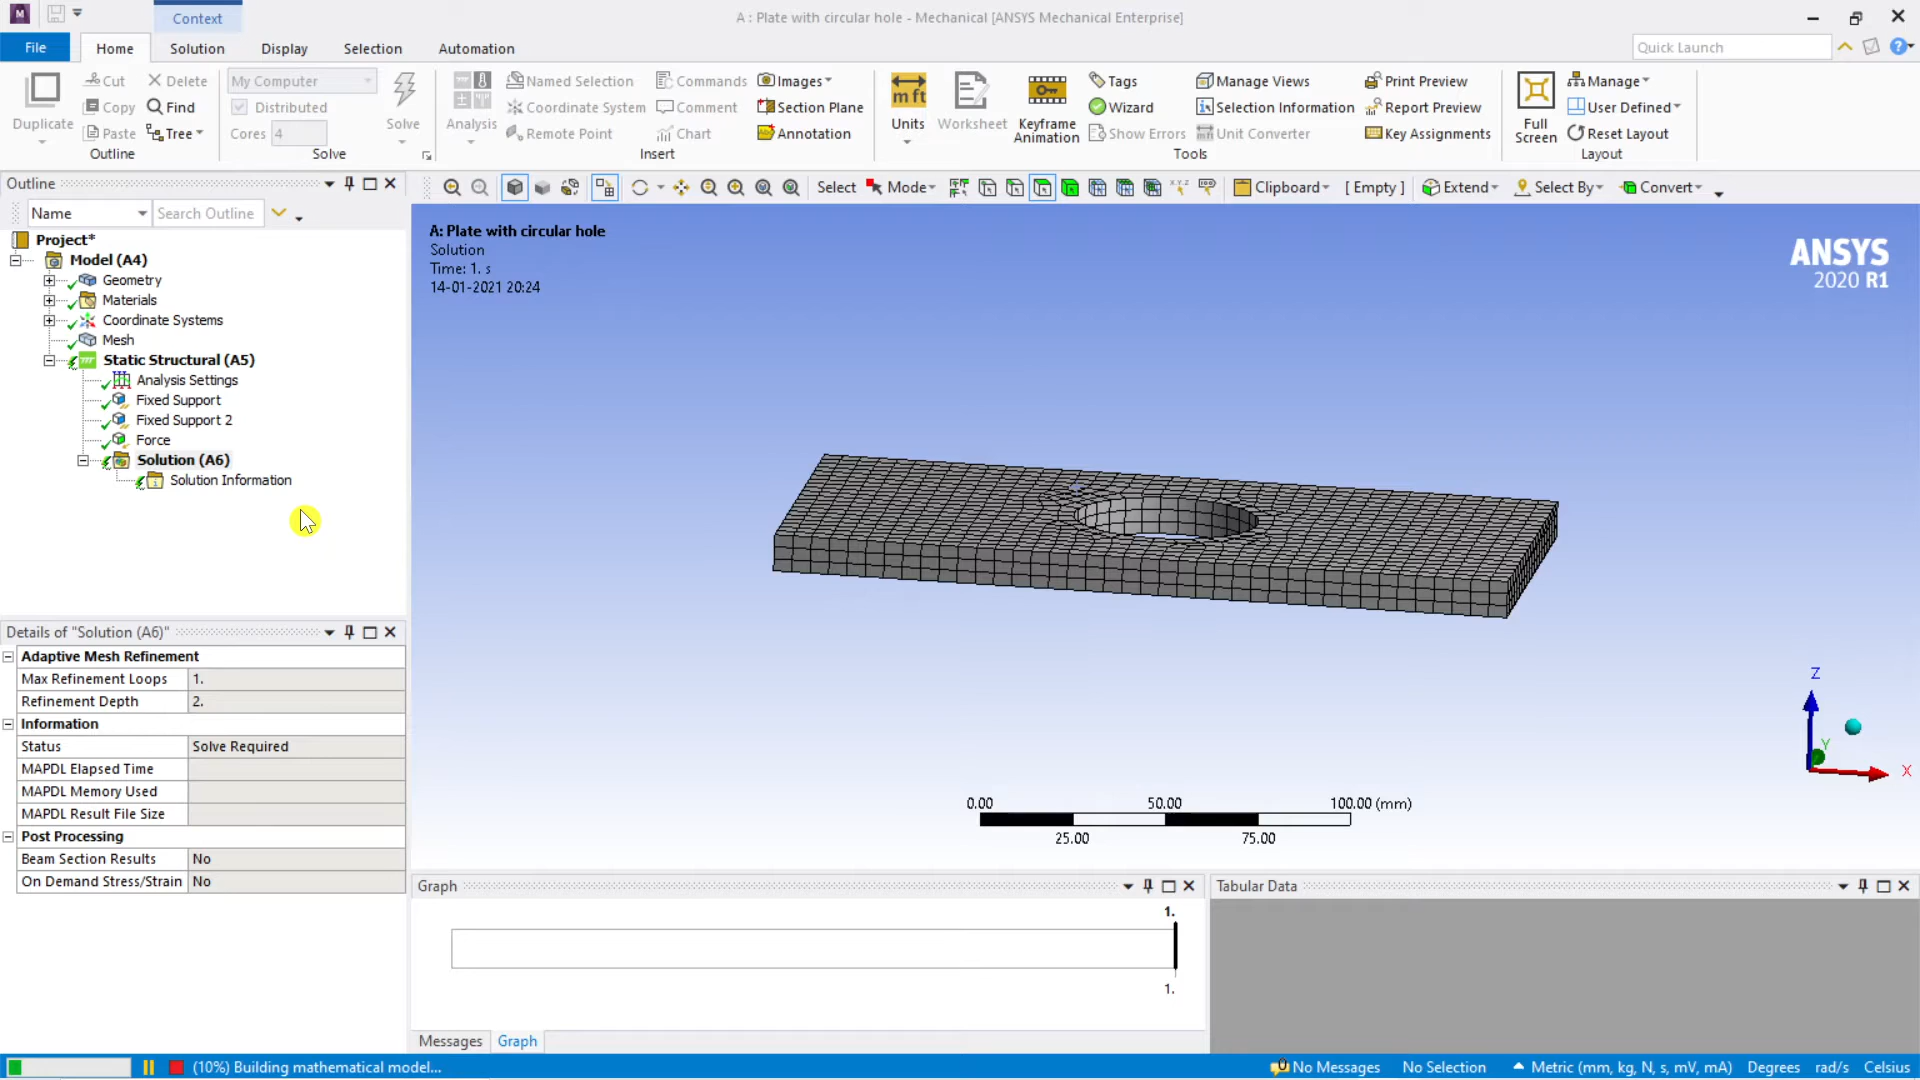 Context
A : Plate with circular hole - Mechanical [ANSYS Mechanical Enterprise]
File Home Solution Display Selection Automation
Quick Launch
Duplicate
Cut
Copy
Paste
Delete
Find
Tree
Outline
My Computer
Distributed
Cores 4
Solve
Solve
Analysis
Named Selection
Coordinate System
Remote Point
Commands
Comment
Chart
Images
Section Plane
Annotation
Insert
mft
Units
Worksheet
Keyframe
Animation
Tags
Wizard
Show Errors
Manage Views
Selection Information
Unit Converter
Print Preview
Report Preview
Key Assignments
Tools
Full
Screen
Manage
User Defined
Reset Layout
Layout
Outline
Name Search Outline
Select Mode Clipboard [ Empty ] Extend Select By Convert
Project*
Model (A4)
Geometry
Materials
Coordinate Systems
Mesh
Static Structural (A5)
Analysis Settings
Fixed Support
Fixed Support 2
Force
Solution (A6)
Solution Information
A: Plate with circular hole
Solution
Time: 1. s
14-01-2021 20:24
ANSYS
2020 R1
Z
Y
X
0.00 50.00 100.00 (mm)
25.00 75.00
Details of "Solution (A6)"
Adaptive Mesh Refinement
Max Refinement Loops 1.
Refinement Depth 2.
Information
Status Solve Required
MAPDL Elapsed Time
MAPDL Memory Used
MAPDL Result File Size
Post Processing
Beam Section Results No
On Demand Stress/Strain No
Graph
1.
1.
Messages Graph
Tabular Data
(10%) Building mathematical model...
No Messages No Selection Metric (mm, kg, N, s, mV, mA) Degrees rad/s Celsius